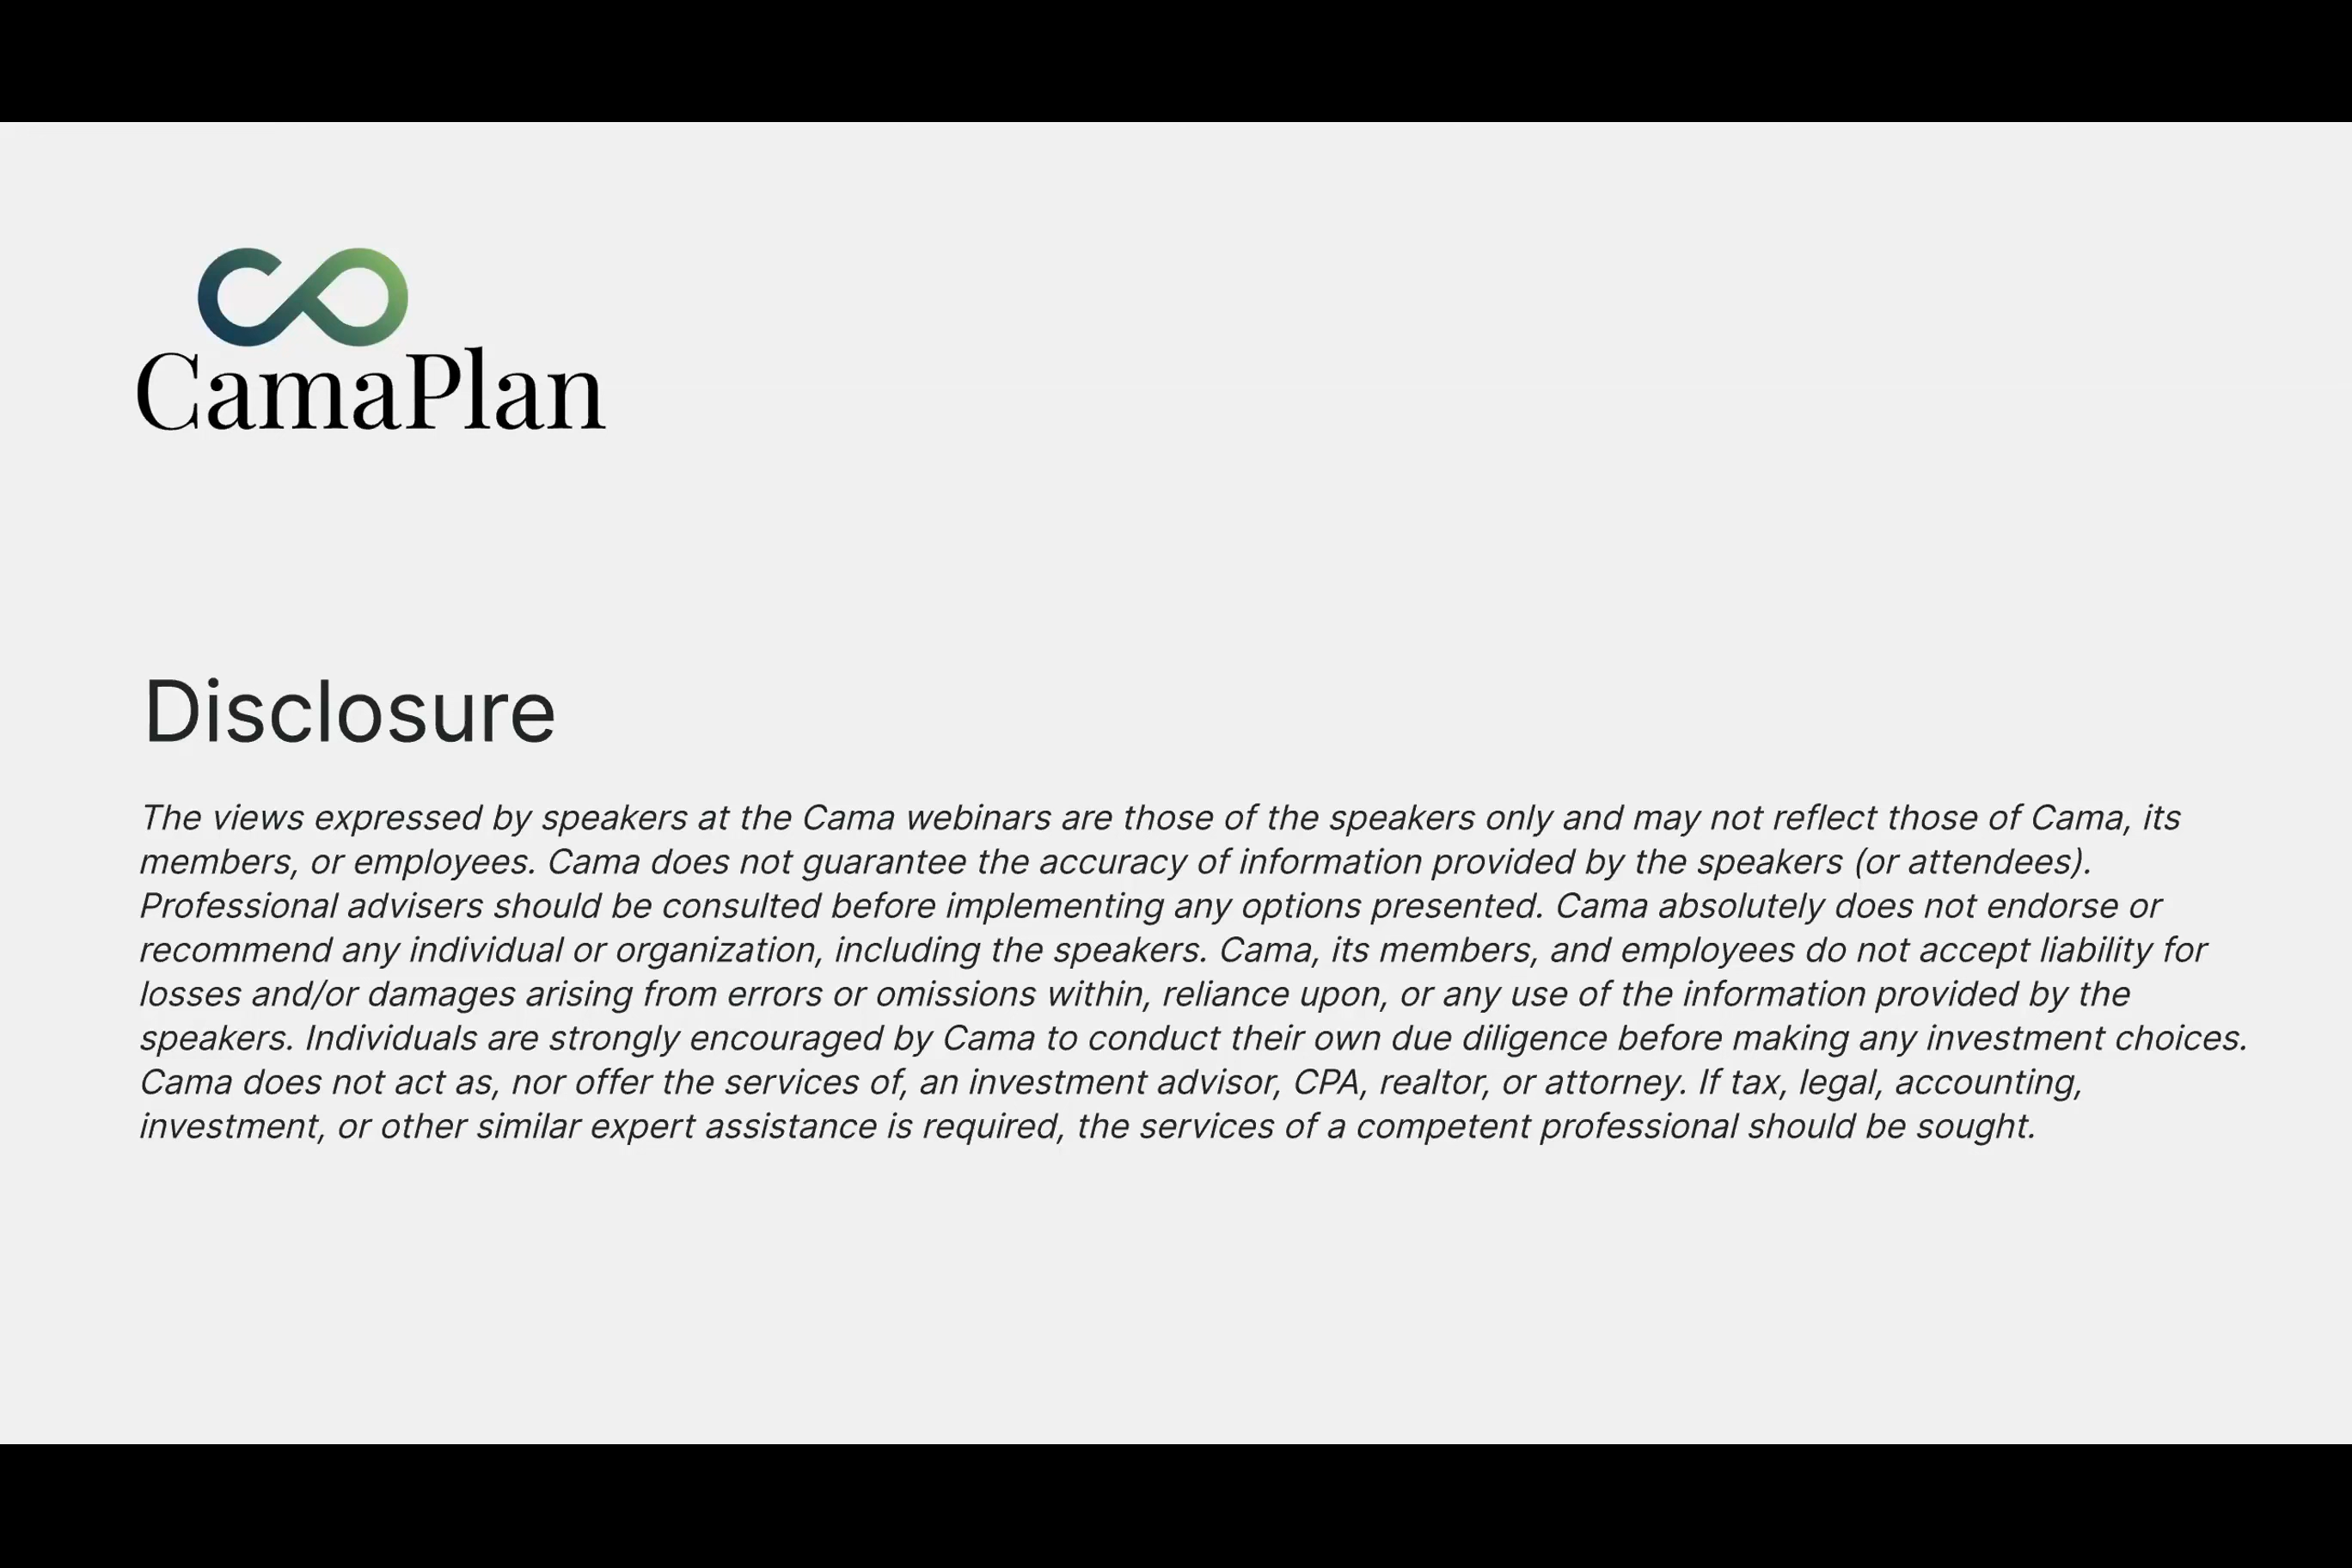 CamaPlan
Disclosure
The views expressed by speakers at the Cama webinars are those of the speakers only and may not reflect those of Cama, its
members, or employees. Cama does not guarantee the accuracy of information provided by the speakers (or attendees).
Professional advisers should be consulted before implementing any options presented. Cama absolutely does not endorse or
recommend any individual or organization, including the speakers. Cama, its members, and employees do not accept liability for
losses and/or damages arising from errors or omissions within, reliance upon, or any use of the information provided by the
speakers. Individuals are strongly encouraged by Cama to conduct their own due diligence before making any investment choices.
Cama does not act as, nor offer the services of, an investment advisor, CPA, realtor, or attorney. If tax, legal, accounting,
investment, or other similar expert assistance is required, the services of a competent professional should be sought.